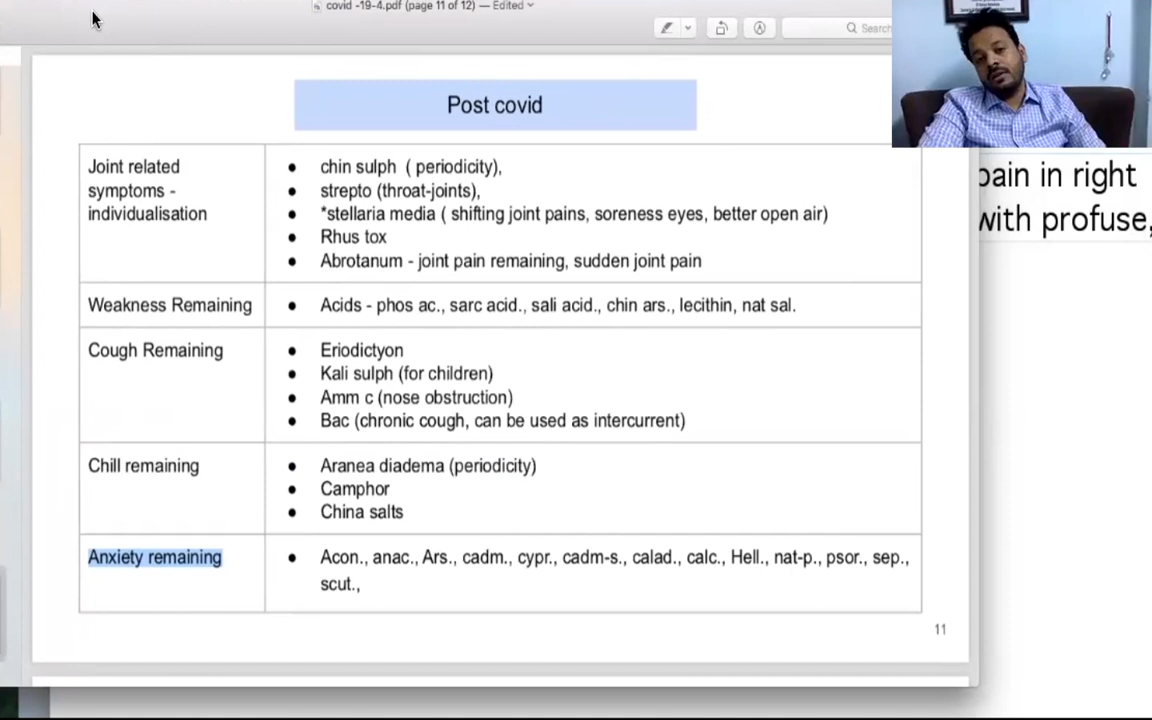 covid -19-4.pdf (page 11 of 12) — Edited
Search
Post covid
Joint related
symptoms -
individualisation
chin sulph ( periodicity),
strepto (throat-joints),
*stellaria media ( shifting joint pains, soreness eyes, better open air)
Rhus tox
Abrotanum - joint pain remaining, sudden joint pain
Weakness Remaining
Acids - phos ac., sarc acid., sali acid., chin ars., lecithin, nat sal.
Cough Remaining
Eriodictyon
Kali sulph (for children)
Amm c (nose obstruction)
Bac (chronic cough, can be used as intercurrent)
Chill remaining
Aranea diadema (periodicity)
Camphor
China salts
Anxiety remaining
Acon., anac., Ars., cadm., cypr., cadm-s., calad., calc., Hell., nat-p., psor., sep.,
scut.,
11
pain in right
with profuse,